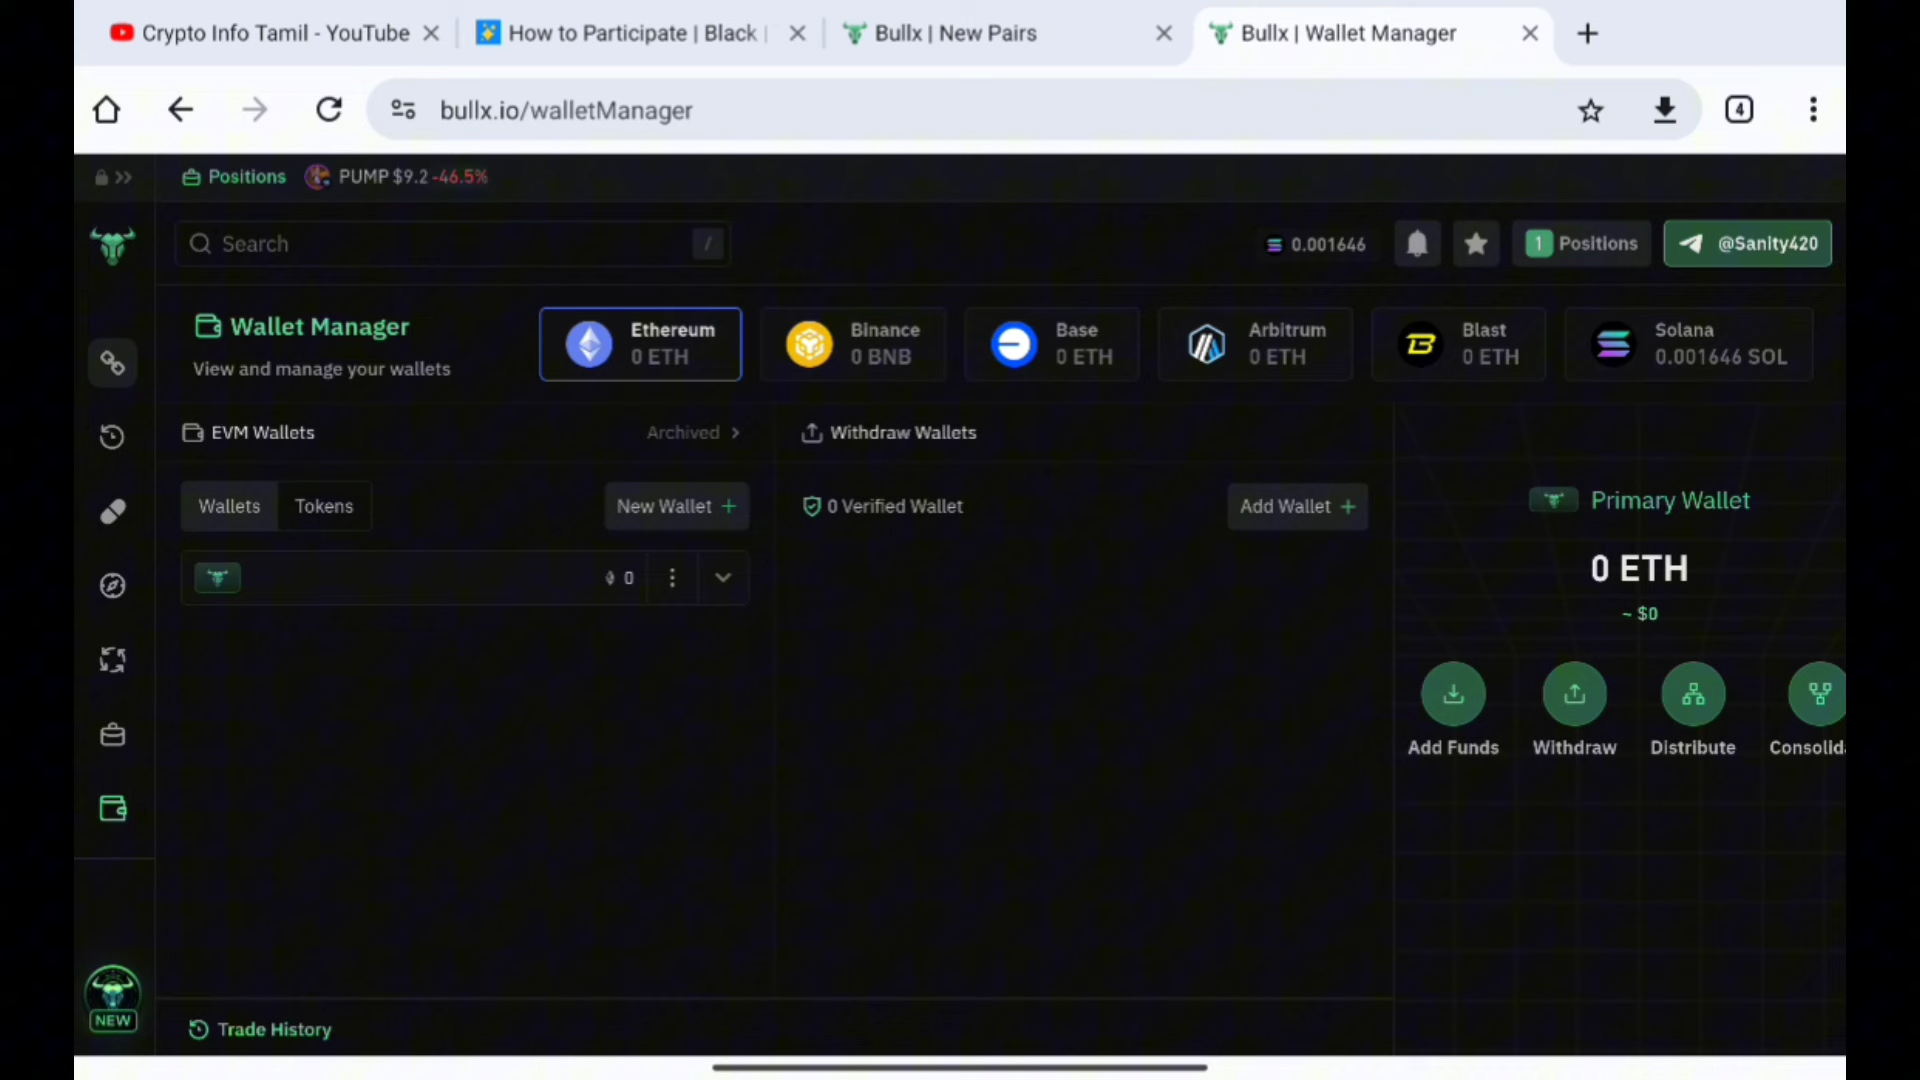 Crypto Info Tamil - YouTube
How to Participate | Black |
Bullx | New Pairs
Bullx | Wallet Manager
bullx.io/walletManager
4
Positions
PUMP $9.2 -46.5%
Search
/
0.001646
1 Positions
@Sanity420
Wallet Manager
View and manage your wallets
Ethereum
0 ETH
Binance
0 BNB
Base
0 ETH
Arbitrum
0 ETH
Blast
0 ETH
Solana
0.001646 SOL
EVM Wallets
Archived
Withdraw Wallets
Wallets
Tokens
New Wallet +
0 Verified Wallet
Add Wallet +
Primary Wallet
0 ETH
~ $0
0
Add Funds
Withdraw
Distribute
Consolida
NEW
Trade History